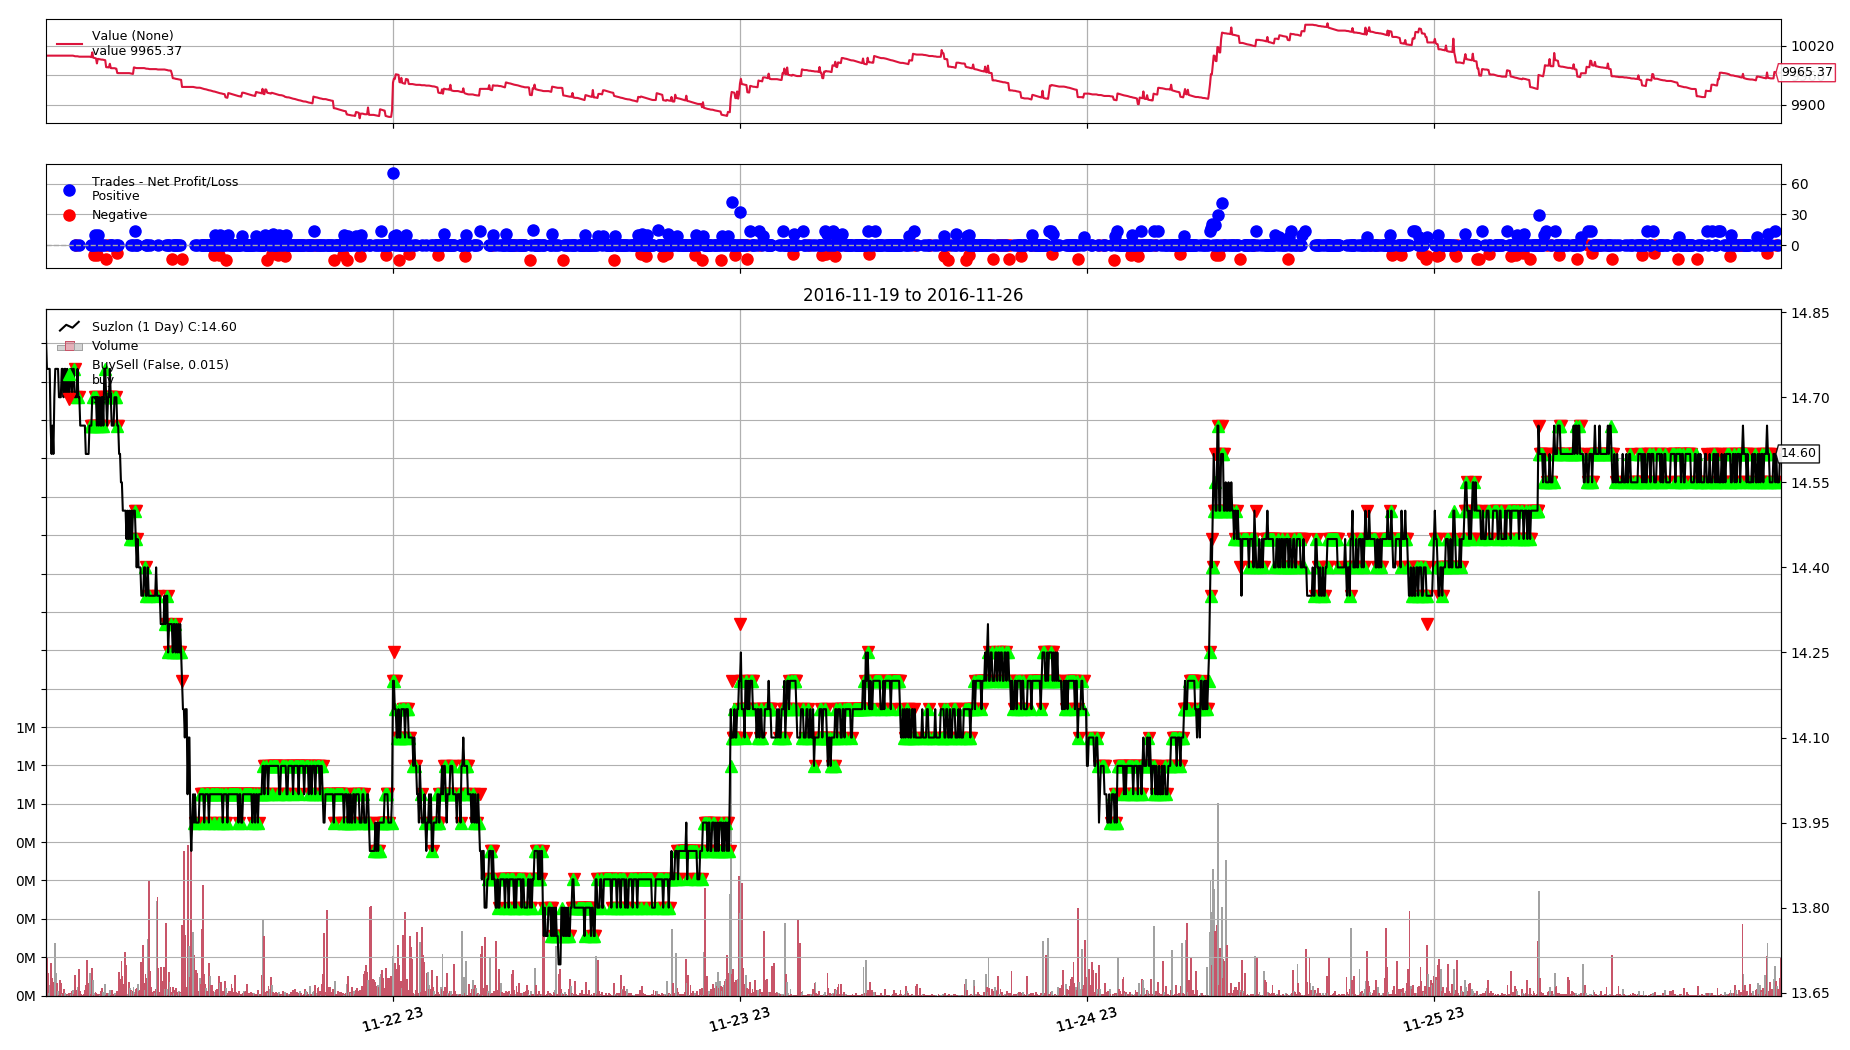 Value (None)
value 9965.37
10020
9965.37
9900
Trades - Net Profit/Loss
Positive
Negative
60
30
0
2016-11-19 to 2016-11-26
Suzlon (1 Day) C:14.60
Volume
BuySell (False, 0.015)
buy
14.85
14.70
14.60
14.55
14.40
14.25
14.10
13.95
13.80
13.65
1M
1M
1M
0M
0M
0M
0M
0M
11-22 23
11-23 23
11-24 23
11-25 23